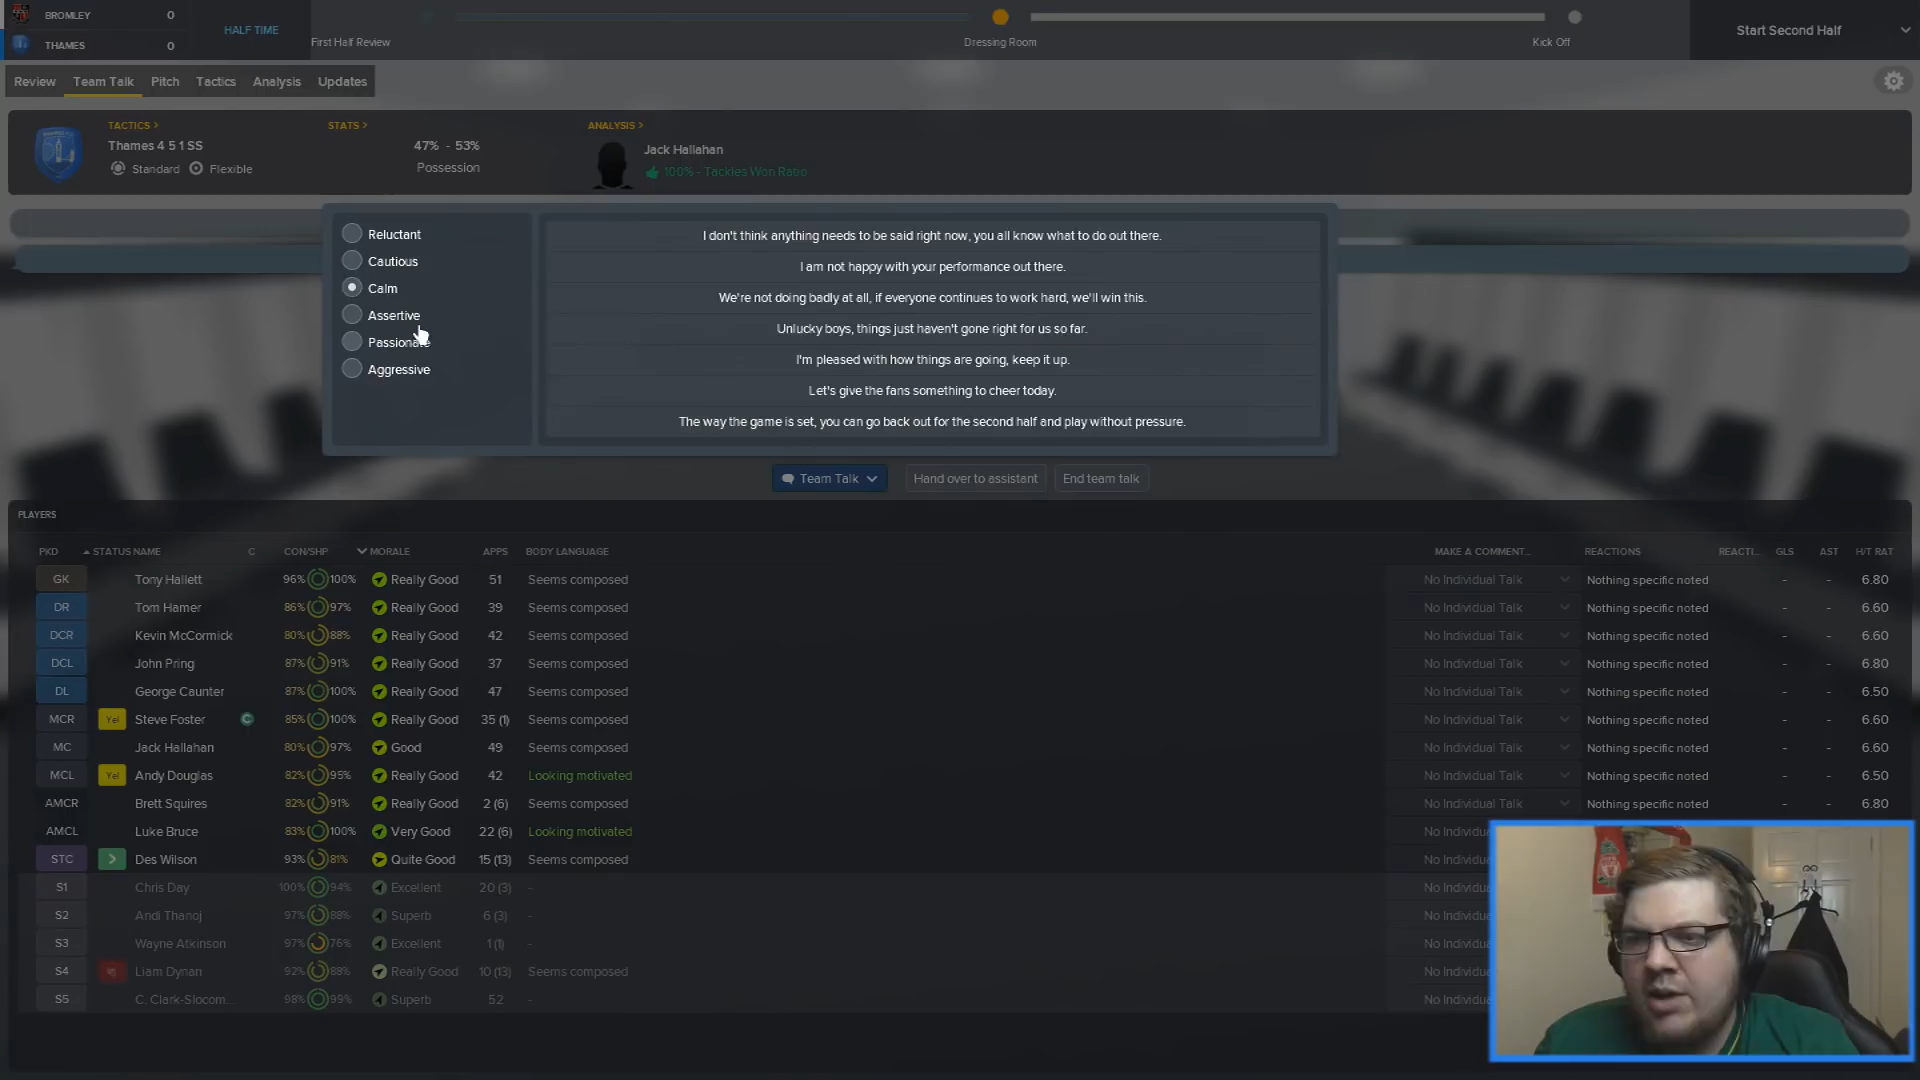 BROMLEY 0
THAMES 0
HALF TIME
First Half Review
Dressing Room
Kick Off
Start Second Half
Review Team Talk Pitch Tactics Analysis Updates
TACTICS >
Thames 4 5 1 SS
Standard Flexible
STATS >
47% - 53%
Possession
ANALYSIS >
Jack Hallahan
100% - Tackles Won Ratio
Reluctant
Cautious
Calm
Assertive
Passionate
Aggressive
I don't think anything needs to be said right now, you all know what to do out there.
I am not happy with your performance out there.
We're not doing badly at all, if everyone continues to work hard, we'll win this.
Unlucky boys, things just haven't gone right for us so far.
I'm pleased with how things are going, keep it up.
Let's give the fans something to cheer today.
The way the game is set, you can go back out for the second half and play without pressure.
Team Talk Hand over to assistant End team talk
PLAYERS
PKD STATUS NAME C CON/SHP MORALE APPS BODY LANGUAGE MAKE A COMMENT... REACTIONS REACTI... GLS AST H/T RAT
GK Tony Hallett 96% 100% Really Good 51 Seems composed No Individual Talk Nothing specific noted - - 6.80
DR Tom Hamer 86% 97% Really Good 39 Seems composed No Individual Talk Nothing specific noted - - 6.60
DCR Kevin McCormick 80% 88% Really Good 42 Seems composed No Individual Talk Nothing specific noted - - 6.60
DCL John Pring 87% 91% Really Good 37 Seems composed No Individual Talk Nothing specific noted - - 6.80
DL George Caunter 87% 100% Really Good 47 Seems composed No Individual Talk Nothing specific noted - - 6.50
MCR Yel Steve Foster C 85% 100% Really Good 35 (1) Seems composed No Individual Talk Nothing specific noted - - 6.60
MC Jack Hallahan 80% 97% Good 49 Seems composed No Individual Talk Nothing specific noted - - 6.60
MCL Yel Andy Douglas 82% 95% Really Good 42 Looking motivated No Individual Talk Nothing specific noted - - 6.50
AMCR Brett Squires 82% 91% Really Good 2 (6) Seems composed No Individual Talk Nothing specific noted - - 6.80
AMCL Luke Bruce 83% 100% Very Good 22 (6) Looking motivated No Individua
STC Des Wilson 93% 81% Quite Good 15 (13) Seems composed No Individua
S1 Chris Day 100% 94% Excellent 20 (3) - No Individua
S2 Andi Thanoj 97% 88% Superb 6 (3) - No Individua
S3 Wayne Atkinson 97% 76% Excellent 1 (1) - No Individua
S4 Liam Dynan 92% 88% Really Good 10 (13) Seems composed No Individua
S5 C. Clark-Slocom... 98% 99% Superb 52 - No Individua